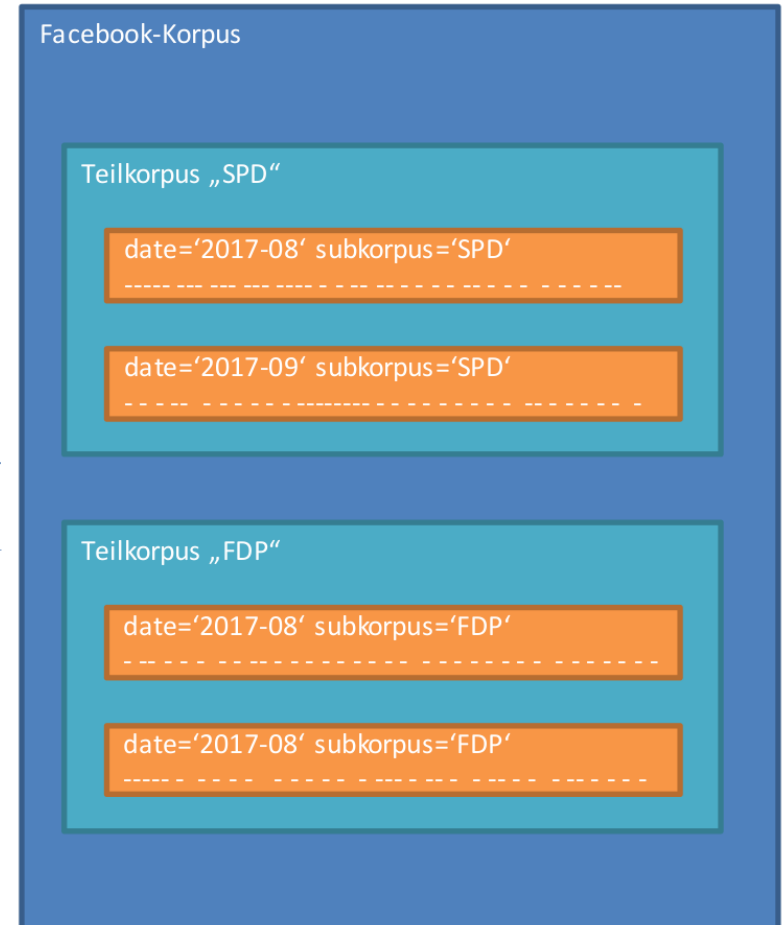 Facebook-Korpus
Teilkorpus „SPD“
date=‘2017-08‘ subkorpus=‘SPD‘
----- --- --- --- ---- - - -- -- - - - - -- - - -  - - - - --
date=‘2017-09‘ subkorpus=‘SPD‘
- - - --  - - - - - - -------- - - - - - - - - -  -- - - - - -  -
Teilkorpus „FDP“
date=‘2017-08‘ subkorpus=‘FDP‘
- -- - - -  - - -- - - - - - - - - -  - - - - - - - -  - - - - - - -
date=‘2017-08‘ subkorpus=‘FDP‘
----- -  - - - -   - - - - -  - --- - -- -  - -- - -  - -- - - - -